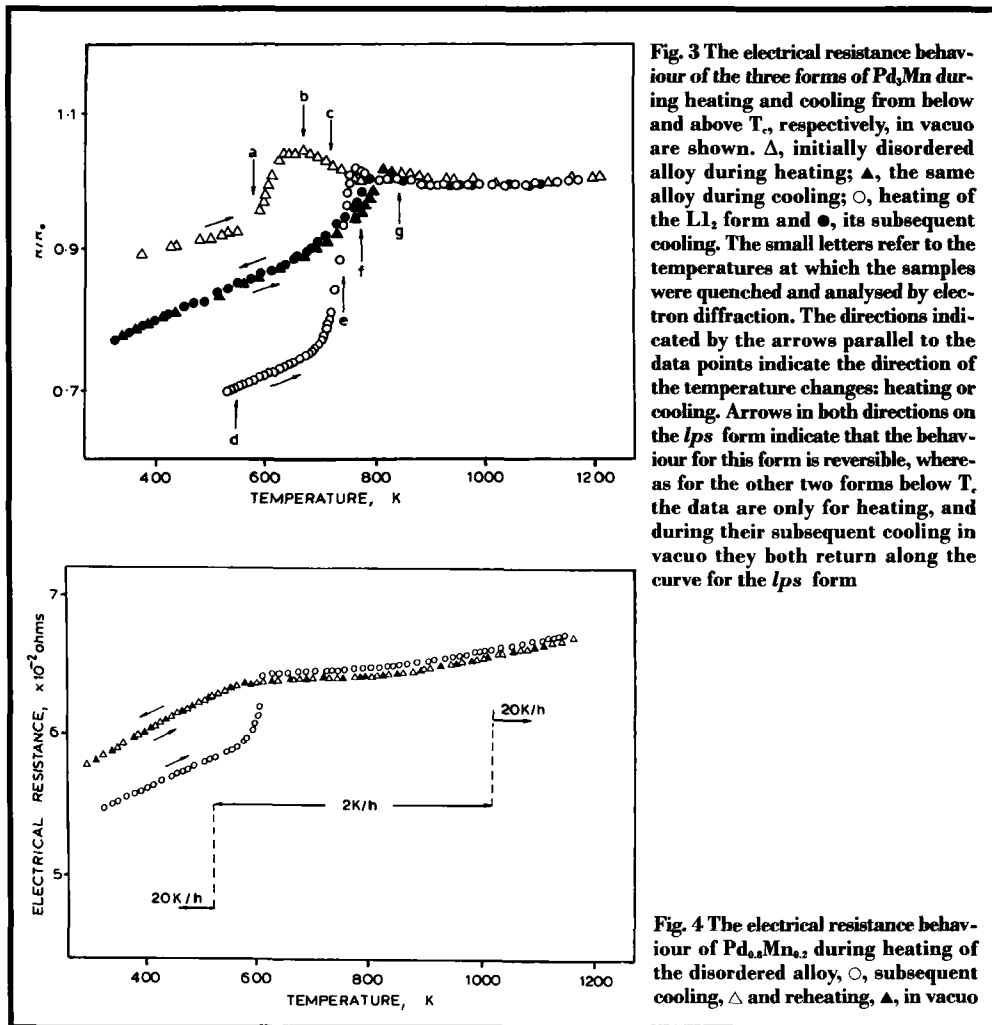 1·1
0·9
0·7
R/R₀
a
b
c
d
e
f
g
400
600
800
1000
1200
TEMPERATURE, K
Fig. 3 The electrical resistance behav-
iour of the three forms of Pd₃Mn dur-
ing heating and cooling from below
and above Tc, respectively, in vacuo
are shown. Δ, initially disordered
alloy during heating; ▲, the same
alloy during cooling; ○, heating of
the L1₂ form and ●, its subsequent
cooling. The small letters refer to the
temperatures at which the samples
were quenched and analysed by elec-
tron diffraction. The directions indi-
cated by the arrows parallel to the
data points indicate the direction of
the temperature changes: heating or
cooling. Arrows in both directions on
the lps form indicate that the behav-
iour for this form is reversible, where-
as for the other two forms below Tc
the data are only for heating, and
during their subsequent cooling in
vacuo they both return along the
curve for the lps form
7
6
5
ELECTRICAL RESISTANCE, ×10⁻² ohms
20K/h
2K/h
20K/h
400
600
800
1000
1200
TEMPERATURE, K
Fig. 4 The electrical resistance behav-
iour of Pd₀.₈Mn₀.₂ during heating of
the disordered alloy, ○, subsequent
cooling, △ and reheating, ▲, in vacuo